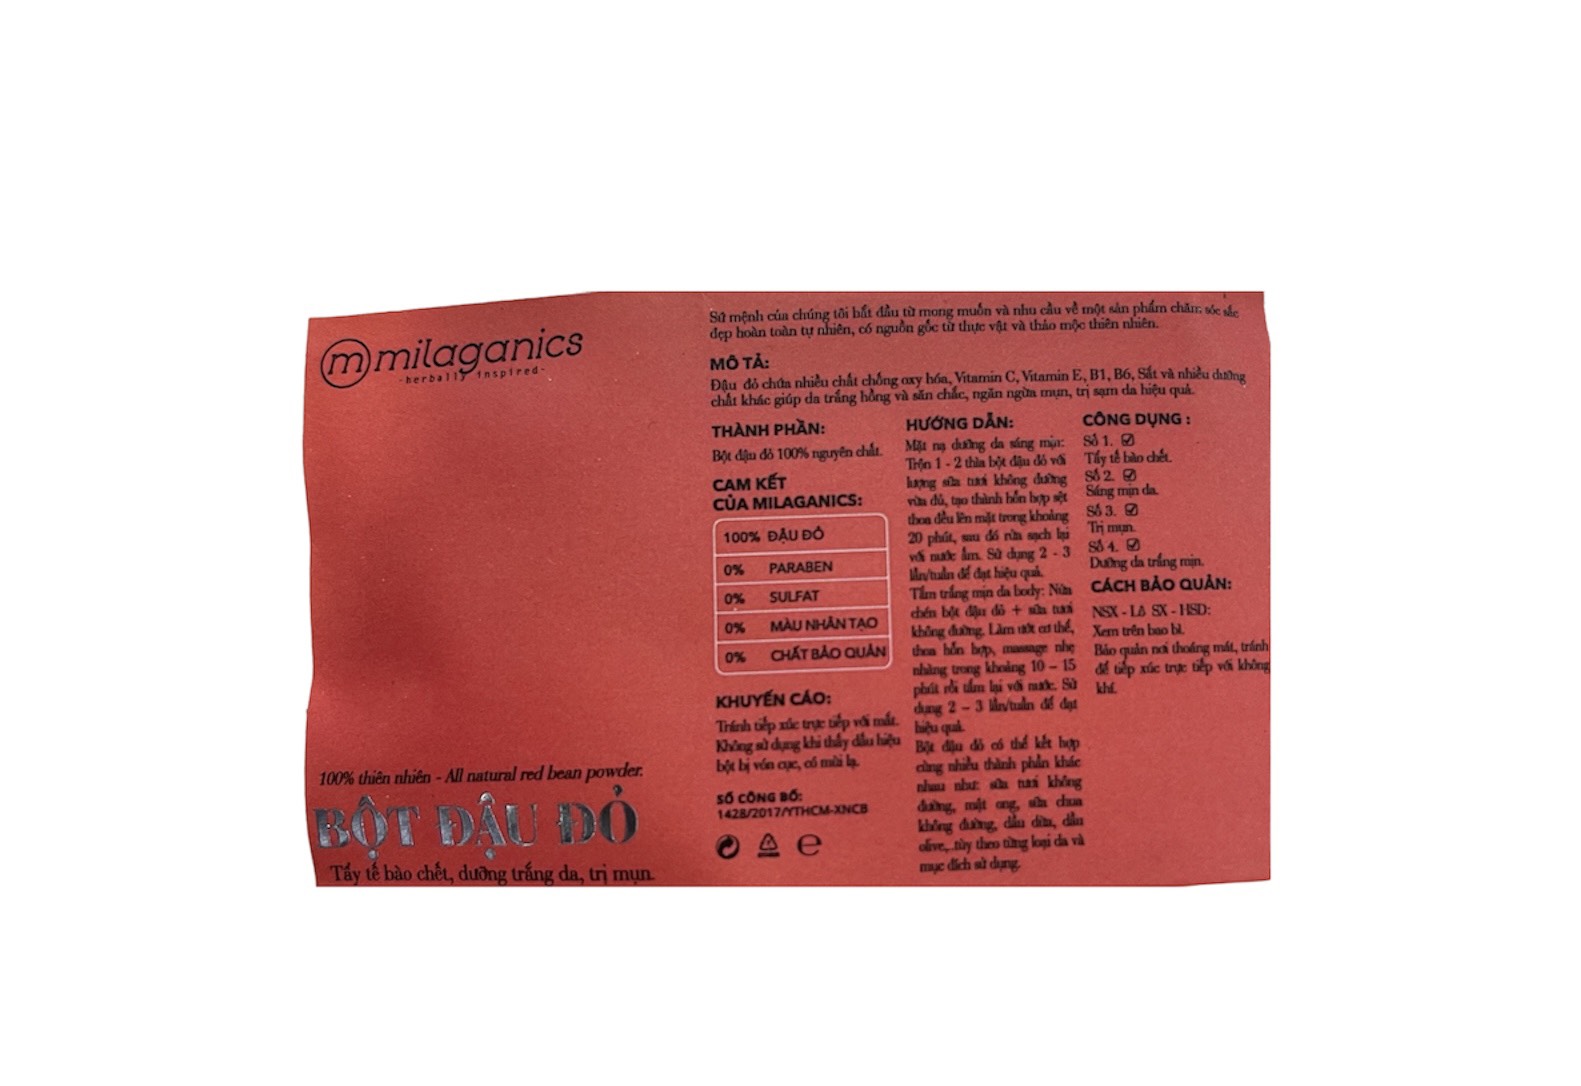 milaganics
-herbally inspired-
100% thiên nhiên - All natural red bean powder.
BỘT ĐẬU ĐỎ
Tẩy tế bào chết, dưỡng trắng da, trị mụn.
Sứ mệnh của chúng tôi bắt đầu từ mong muốn và nhu cầu về một sản phẩm chăm sóc sắc
đẹp hoàn toàn tự nhiên, có nguồn gốc từ thực vật và thảo mộc thiên nhiên.
MÔ TẢ:
Đậu đỏ chứa nhiều chất chống oxy hóa, Vitamin C, Vitamin E, B1, B6, Sắt và nhiều dưỡng
chất khác giúp da trắng hồng và săn chắc, ngăn ngừa mụn, trị sạm da hiệu quả.
THÀNH PHẦN:
Bột đậu đỏ 100% nguyên chất.
CAM KẾT
CỦA MILAGANICS:
100% ĐẬU ĐỎ
0% PARABEN
0% SULFAT
0% MÀU NHÂN TẠO
0% CHẤT BẢO QUẢN
KHUYẾN CÁO:
Tránh tiếp xúc trực tiếp với mắt.
Không sử dụng khi thấy dấu hiệu
bột bị vón cục, có mùi lạ.
SỐ CÔNG BỐ:
1428/2017/YTHCM-XNCB
HƯỚNG DẪN:
Mặt nạ dưỡng da sáng mịn:
Trộn 1 - 2 thìa bột đậu đỏ với
lượng sữa tươi không đường
vừa đủ, tạo thành hỗn hợp sệt
thoa đều lên mặt trong khoảng
20 phút, sau đó rửa sạch lại
với nước ấm. Sử dụng 2 - 3
lần/tuần để đạt hiệu quả.
Tắm trắng mịn da body: Nửa
chén bột đậu đỏ + sữa tươi
không đường. Làm ướt cơ thể,
thoa hỗn hợp, massage nhẹ
nhàng trong khoảng 10 – 15
phút rồi tắm lại với nước. Sử
dụng 2 – 3 lần/tuần để đạt
hiệu quả.
Bột đậu đỏ có thể kết hợp
cùng nhiều thành phần khác
nhau như: sữa tươi không
đường, mật ong, sữa chua
không đường, dầu dừa, dầu
olive,..tùy theo từng loại da và
mục đích sử dụng.
CÔNG DỤNG :
Số 1. ☑
Tẩy tế bào chết.
Số 2. ☑
Sáng mịn da.
Số 3. ☑
Trị mụn.
Số 4. ☑
Dưỡng da trắng mịn.
CÁCH BẢO QUẢN:
NSX - Lô SX - HSD:
Xem trên bao bì.
Bảo quản nơi thoáng mát, tránh
để tiếp xúc trực tiếp với không
khí.